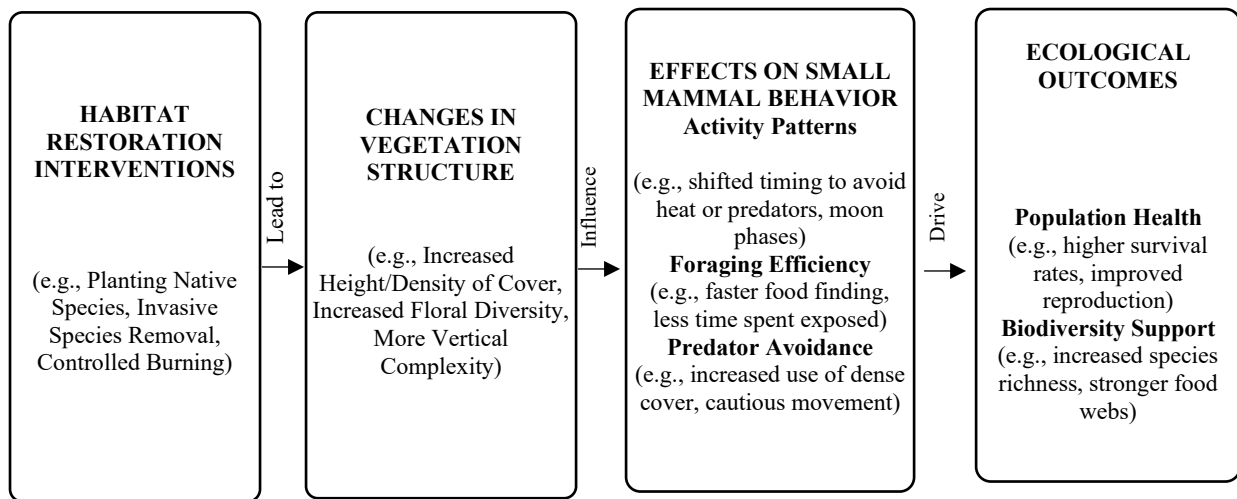 HABITAT
RESTORATION
INTERVENTIONS
(e.g., Planting Native
Species, Invasive
Species Removal,
Controlled Burning)
Lead to
CHANGES IN
VEGETATION
STRUCTURE
(e.g., Increased
Height/Density of Cover,
Increased Floral Diversity,
More Vertical
Complexity)
Influence
EFFECTS ON SMALL
MAMMAL BEHAVIOR
Activity Patterns
(e.g., shifted timing to avoid
heat or predators, moon
phases)
Foraging Efficiency
(e.g., faster food finding,
less time spent exposed)
Predator Avoidance
(e.g., increased use of dense
cover, cautious movement)
Drive
ECOLOGICAL
OUTCOMES
Population Health
(e.g., higher survival
rates, improved
reproduction)
Biodiversity Support
(e.g., increased species
richness, stronger food
webs)